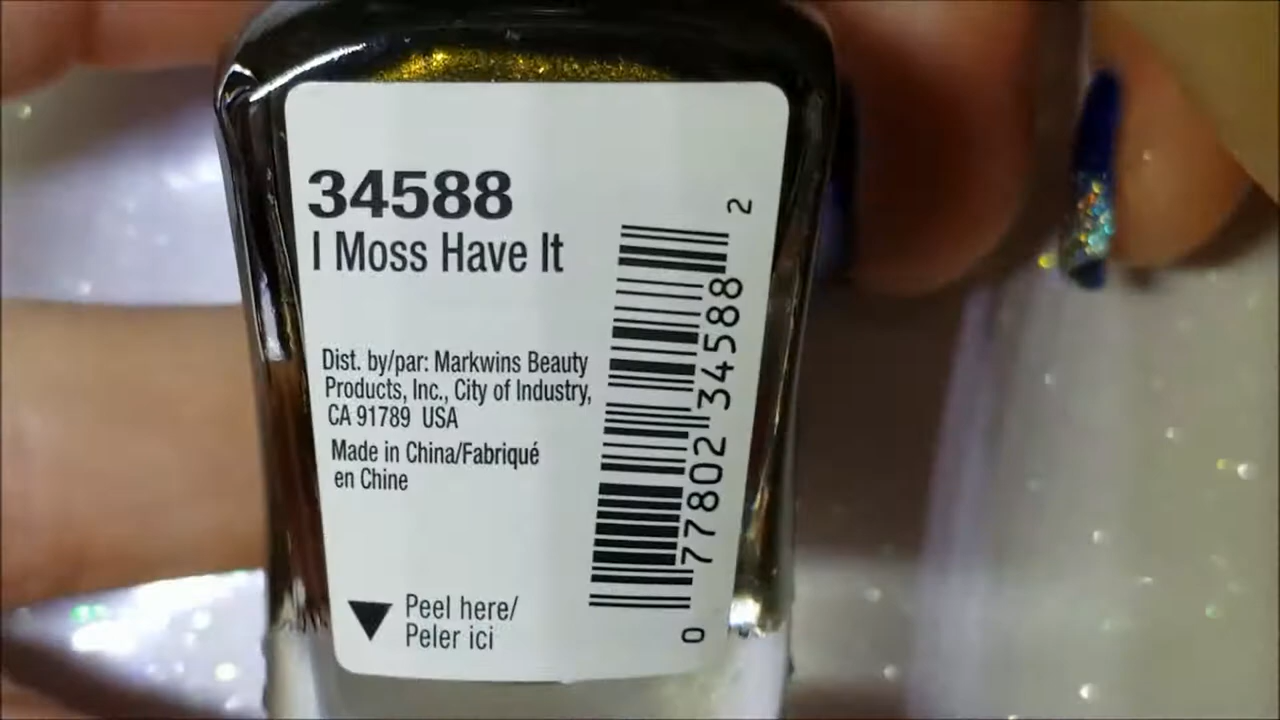 34588
I Moss Have It
Dist. by/par: Markwins Beauty
Products, Inc., City of Industry,
CA 91789 USA
Made in China/Fabriqué
en Chine
Peel here/
Peler ici
0 77802 34588 2